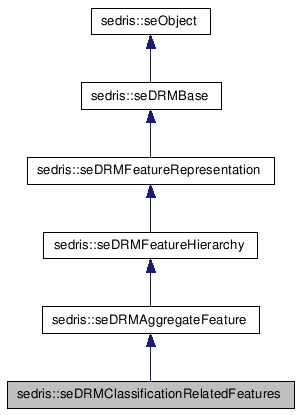 sedris::seObject
sedris::seDRMBase
sedris::seDRMFeatureRepresentation
sedris::seDRMFeatureHierarchy
sedris::seDRMAggregateFeature
sedris::seDRMClassificationRelatedFeatures